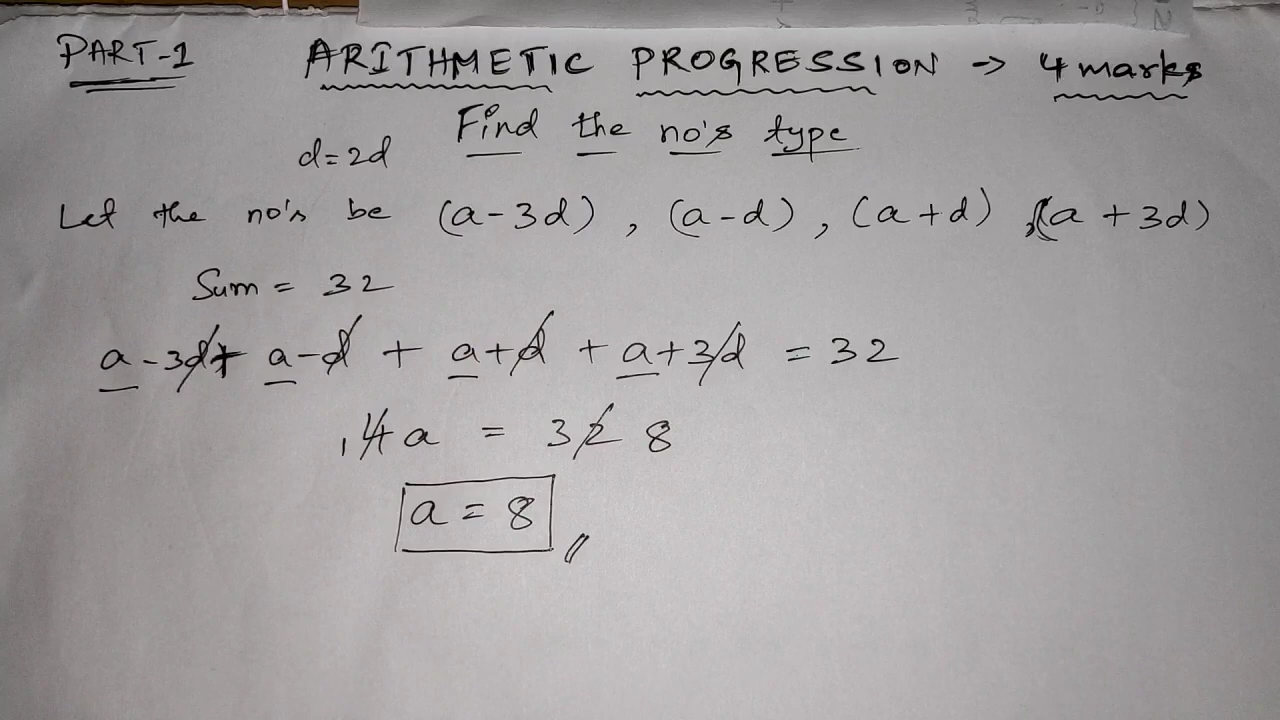 PART-1 ARITHMETIC PROGRESSION → 4 marks
Find the no's type
d=2d
Let the no's be (a-3d), (a-d), (a+d), (a+3d)
Sum = 32
a-3d+ a-d + a+d + a+3d = 32
14a = 32 8
a = 8